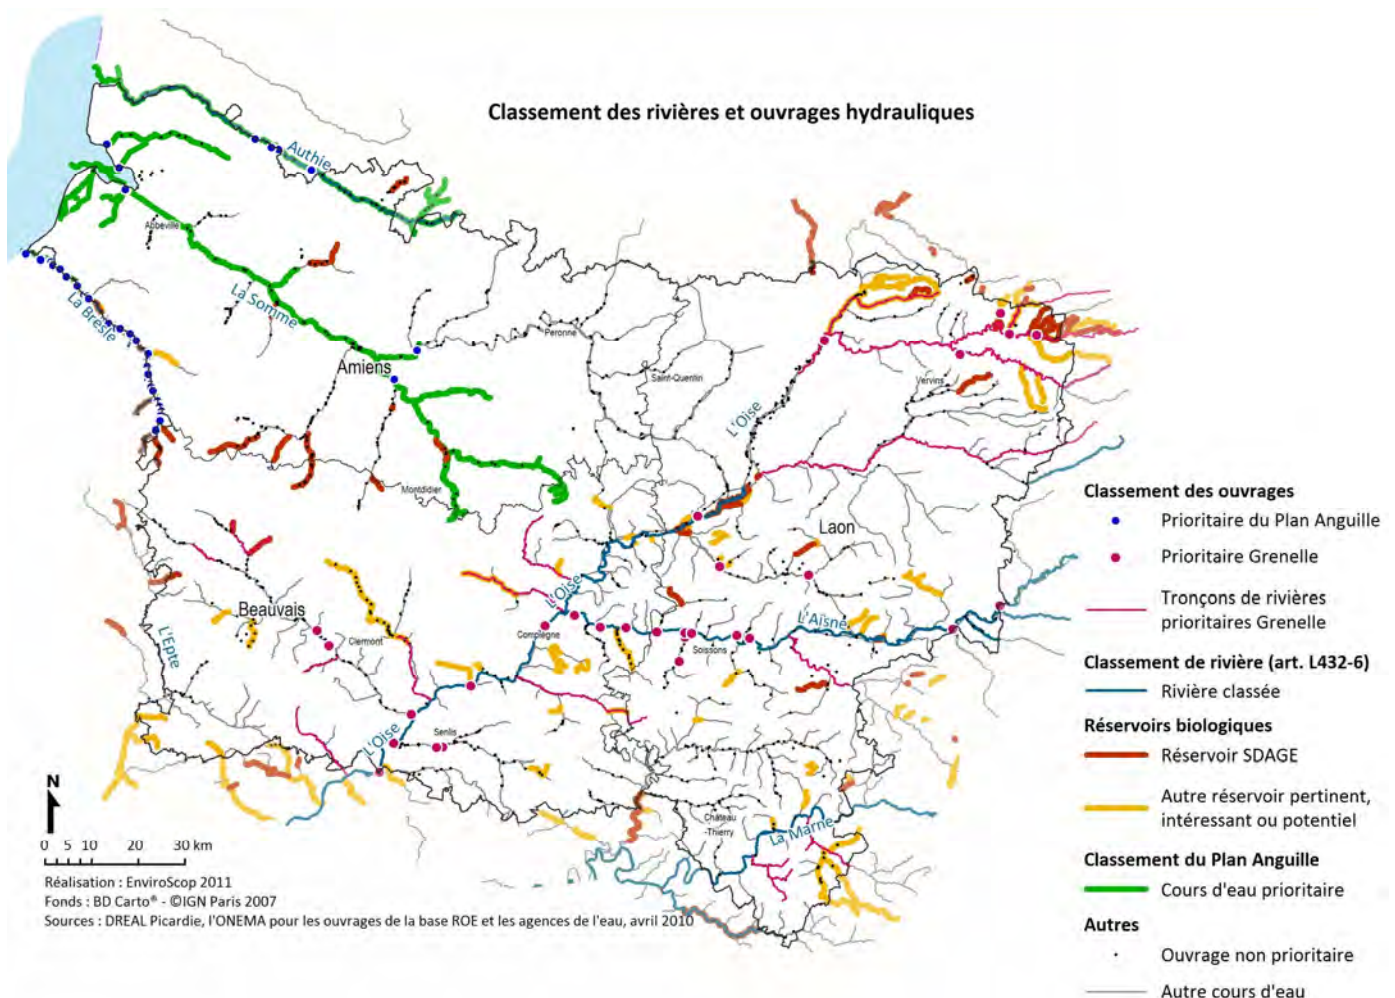 Classement des rivières et ouvrages hydrauliques
Authie
Abbeville
La Somme
La Bresle
Amiens
Peronne
Saint-Quentin
L'Oise
Vervins
Montdidier
Laon
L'Oise
Beauvais
L'Epte
Clermont
Compiègne
L'Aisne
Soissons
L'Oise
Senlis
Château
-Thierry
La Marne
N
0 5 10 20 30 km
Réalisation : EnviroScop 2011
Fonds : BD Carto® - ©IGN Paris 2007
Sources : DREAL Picardie, l'ONEMA pour les ouvrages de la base ROE et les agences de l'eau, avril 2010
Classement des ouvrages
Prioritaire du Plan Anguille
Prioritaire Grenelle
Tronçons de rivières
prioritaires Grenelle
Classement de rivière (art. L432-6)
Rivière classée
Réservoirs biologiques
Réservoir SDAGE
Autre réservoir pertinent,
intéressant ou potentiel
Classement du Plan Anguille
Cours d'eau prioritaire
Autres
Ouvrage non prioritaire
Autre cours d'eau